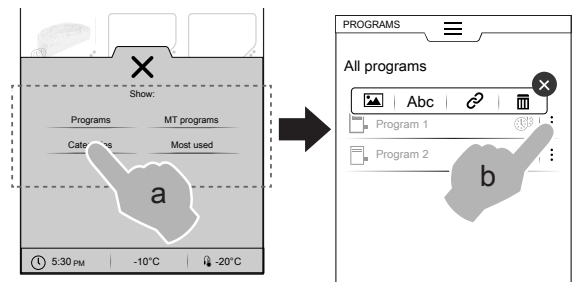 Show:
Programs MT programs
Categories Most used
a
5:30 PM -10°C -20°C
PROGRAMS
All programs
Abc
Program 1
Program 2
b